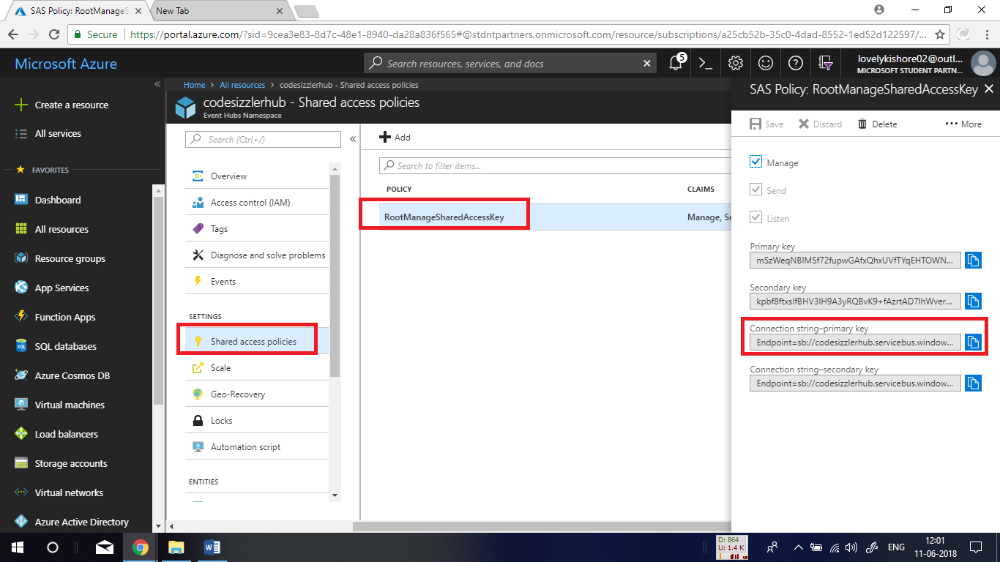 SAS Policy: RootManageS
New Tab
Secure
https://portal.azure.com/?sid=9cea3e83-8d7c-48e1-8940-da28a836f565#@stdntpartners.onmicrosoft.com/resource/subscriptions/a25cb52b-35c0-4dad-8552-1ed52d122597/...
Microsoft Azure
Search resources, services, and docs
5
lovelykishore02@outl...
MICROSOFT STUDENT PARTN...
Create a resource
All services
FAVORITES
Dashboard
All resources
Resource groups
App Services
Function Apps
SQL databases
Azure Cosmos DB
Virtual machines
Load balancers
Storage accounts
Virtual networks
Azure Active Directory
Home > All resources > codesizzlerhub - Shared access policies
codesizzlerhub - Shared access policies
Event Hubs Namespace
Search (Ctrl+/)
Overview
Access control (IAM)
Tags
Diagnose and solve problems
Events
SETTINGS
Shared access policies
Scale
Geo-Recovery
Locks
Automation script
ENTITIES
Add
Search to filter items...
POLICY CLAIMS
RootManageSharedAccessKey Manage, Se
SAS Policy: RootManageSharedAccessKey
Save Discard Delete More
Manage
Send
Listen
Primary key
mSzWeqNBIMSf72fupwGAfxQhxUVfTYqEHTOWN...
Secondary key
kpbf8ftxsIfBHV3IH9A3yRQBvK9+fAzrtAD7IhWver...
Connection string–primary key
Endpoint=sb://codesizzlerhub.servicebus.window...
Connection string–secondary key
Endpoint=sb://codesizzlerhub.servicebus.window...
D: 864
U: 1.4 K
ENG
12:01
11-06-2018